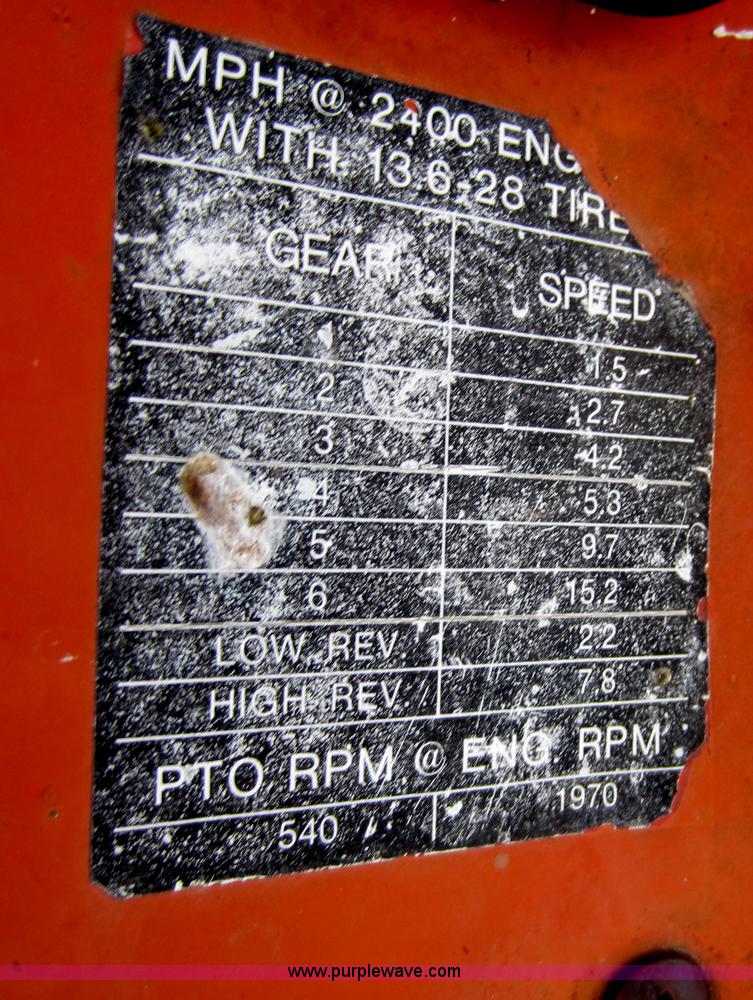 MPH @ 2400 ENG
WITH 13.6-28 TIRE
GEAR SPEED
1 1.5
2 2.7
3 4.2
4 5.3
5 9.7
6 15.2
LOW REV. 2.2
HIGH REV. 7.8
PTO RPM @ ENG. RPM
540 1970
www.purplewave.com